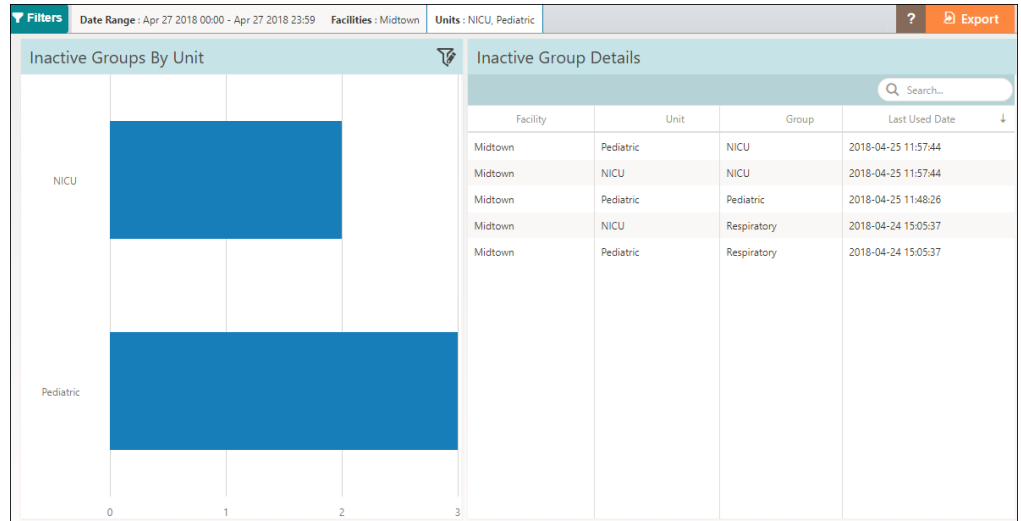 Filters Date Range : Apr 27 2018 00:00 - Apr 27 2018 23:59 Facilities : Midtown Units : NICU, Pediatric ? Export
Inactive Groups By Unit
NICU
Pediatric
0 1 2 3
Inactive Group Details
Search...
Facility Unit Group Last Used Date ↓
Midtown Pediatric NICU 2018-04-25 11:57:44
Midtown NICU NICU 2018-04-25 11:57:44
Midtown Pediatric Pediatric 2018-04-25 11:48:26
Midtown NICU Respiratory 2018-04-24 15:05:37
Midtown Pediatric Respiratory 2018-04-24 15:05:37